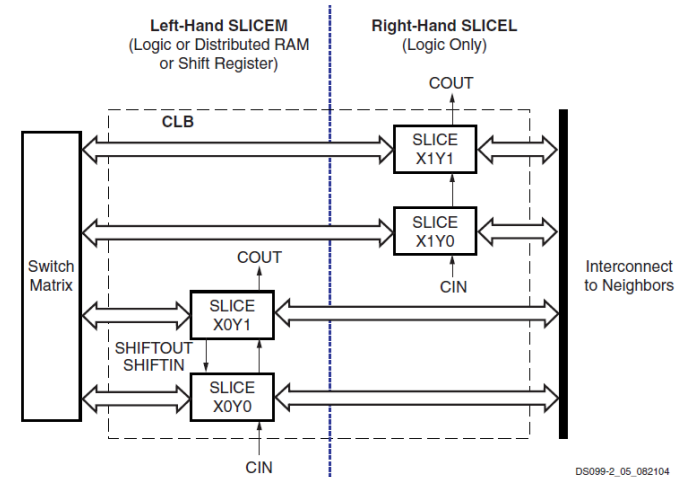 Left-Hand SLICEM
(Logic or Distributed RAM
or Shift Register)
Right-Hand SLICEL
(Logic Only)
COUT
CLB
SLICE
X1Y1
SLICE
X1Y0
COUT
CIN
Switch
Matrix
Interconnect
to Neighbors
SLICE
X0Y1
SHIFTOUT
SHIFTIN
SLICE
X0Y0
CIN
DS099-2_05_082104